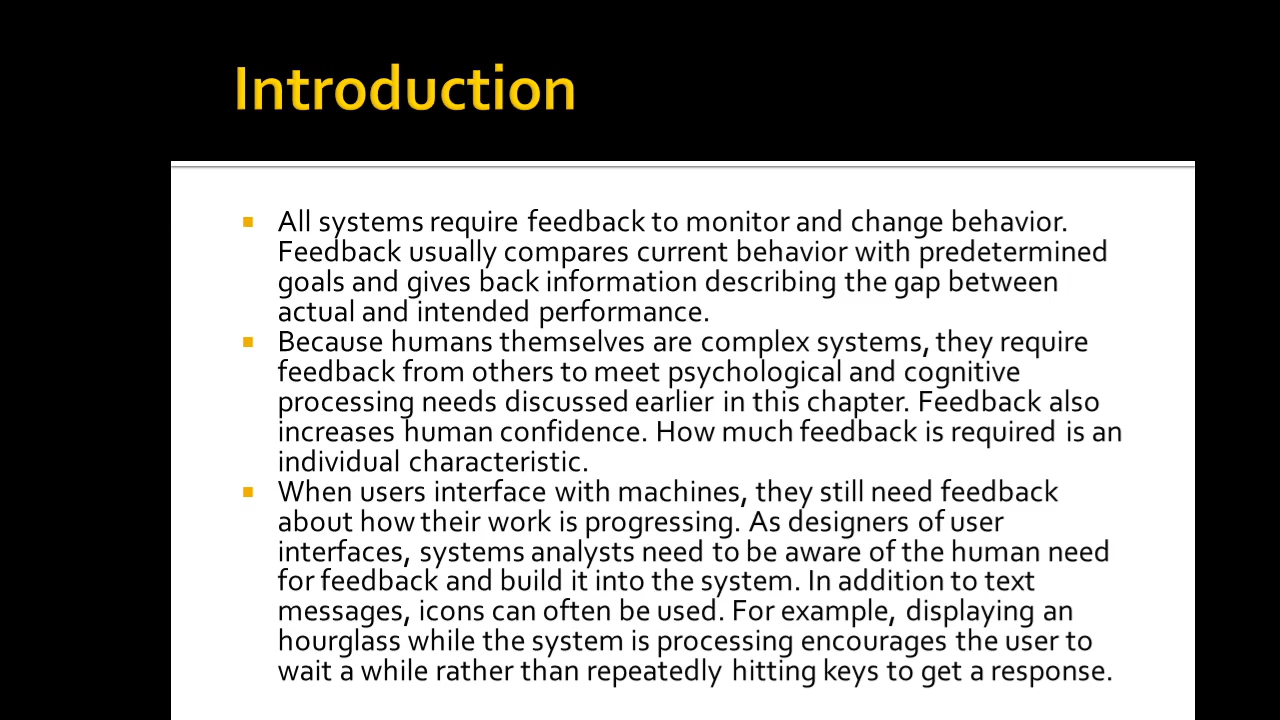 Introduction
All systems require feedback to monitor and change behavior.
Feedback usually compares current behavior with predetermined
goals and gives back information describing the gap between
actual and intended performance.
Because humans themselves are complex systems, they require
feedback from others to meet psychological and cognitive
processing needs discussed earlier in this chapter. Feedback also
increases human confidence. How much feedback is required is an
individual characteristic.
When users interface with machines, they still need feedback
about how their work is progressing. As designers of user
interfaces, systems analysts need to be aware of the human need
for feedback and build it into the system. In addition to text
messages, icons can often be used. For example, displaying an
hourglass while the system is processing encourages the user to
wait a while rather than repeatedly hitting keys to get a response.